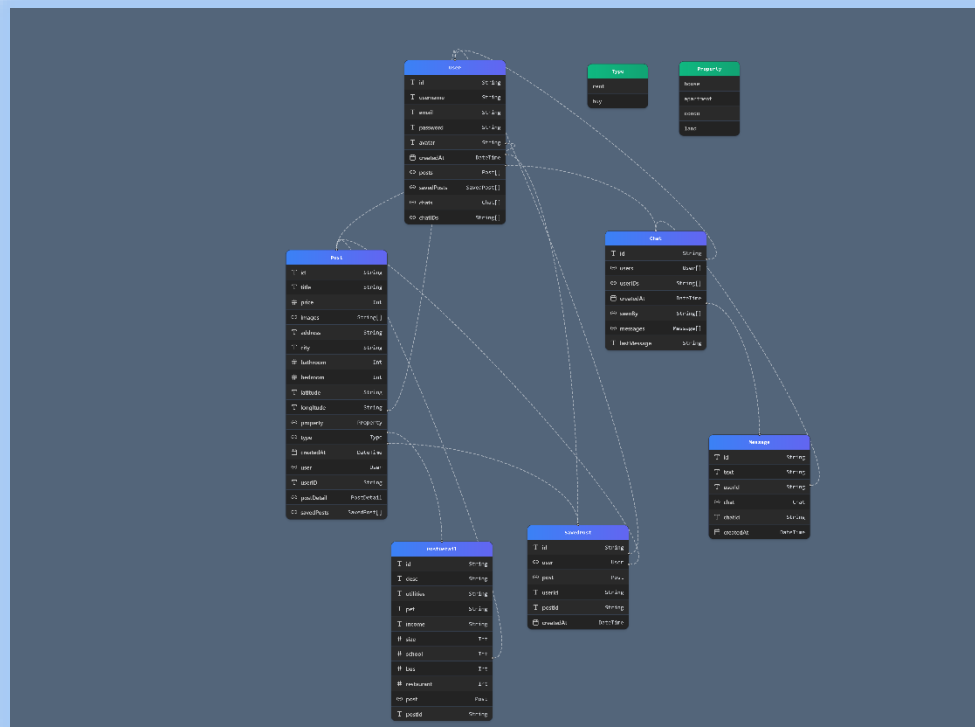 User
id String
username String
email String
password String
avatar String
createdAt DateTime
posts Post[]
savedPosts SavedPost[]
chats Chat[]
chatIDs String[]
Type
rent
buy
Property
house
apartment
condo
land
Chat
id String
users User[]
userIDs String[]
createdAt DateTime
seenBy String[]
messages Message[]
lastMessage String
Post
id String
title String
price Int
images String[]
address String
city String
bathroom Int
bedroom Int
latitude String
longitude String
property Property
type Type
createdAt DateTime
user User
userID String
postDetail PostDetail
savedPosts SavedPost[]
Message
id String
text String
userId String
chat Chat
chatId String
createdAt DateTime
SavedPost
id String
user User
post Post
userId String
postId String
createdAt DateTime
PostDetail
id String
desc String
utilities String
pet String
income String
size Int
school Int
bus Int
restaurant Int
post Post
postId String